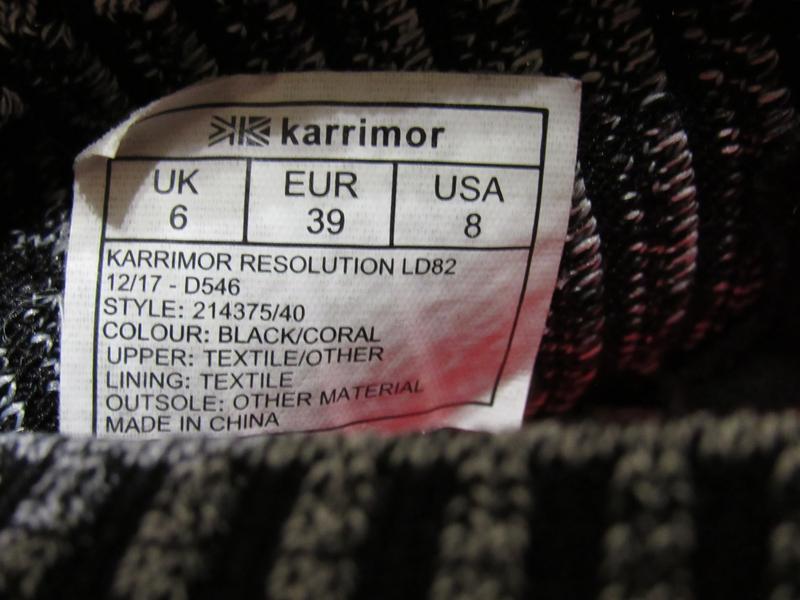 karrimor
UK EUR USA
6 39 8
KARRIMOR RESOLUTION LD82
12/17 - D546
STYLE: 214375/40
COLOUR: BLACK/CORAL
UPPER: TEXTILE/OTHER
LINING: TEXTILE
OUTSOLE: OTHER MATERIAL
MADE IN CHINA